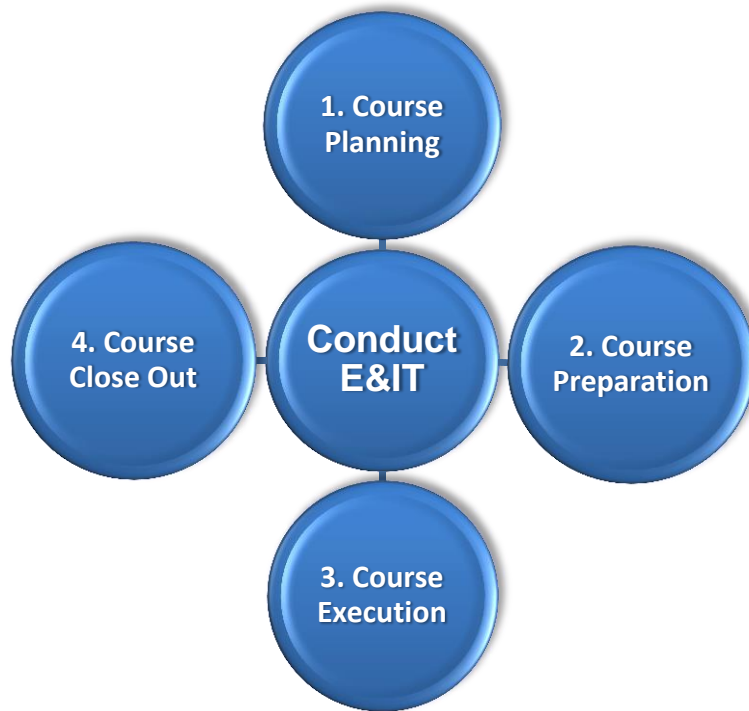 1. Course
Planning
4. Course
Close Out
Conduct
E&IT
2. Course
Preparation
3. Course
Execution